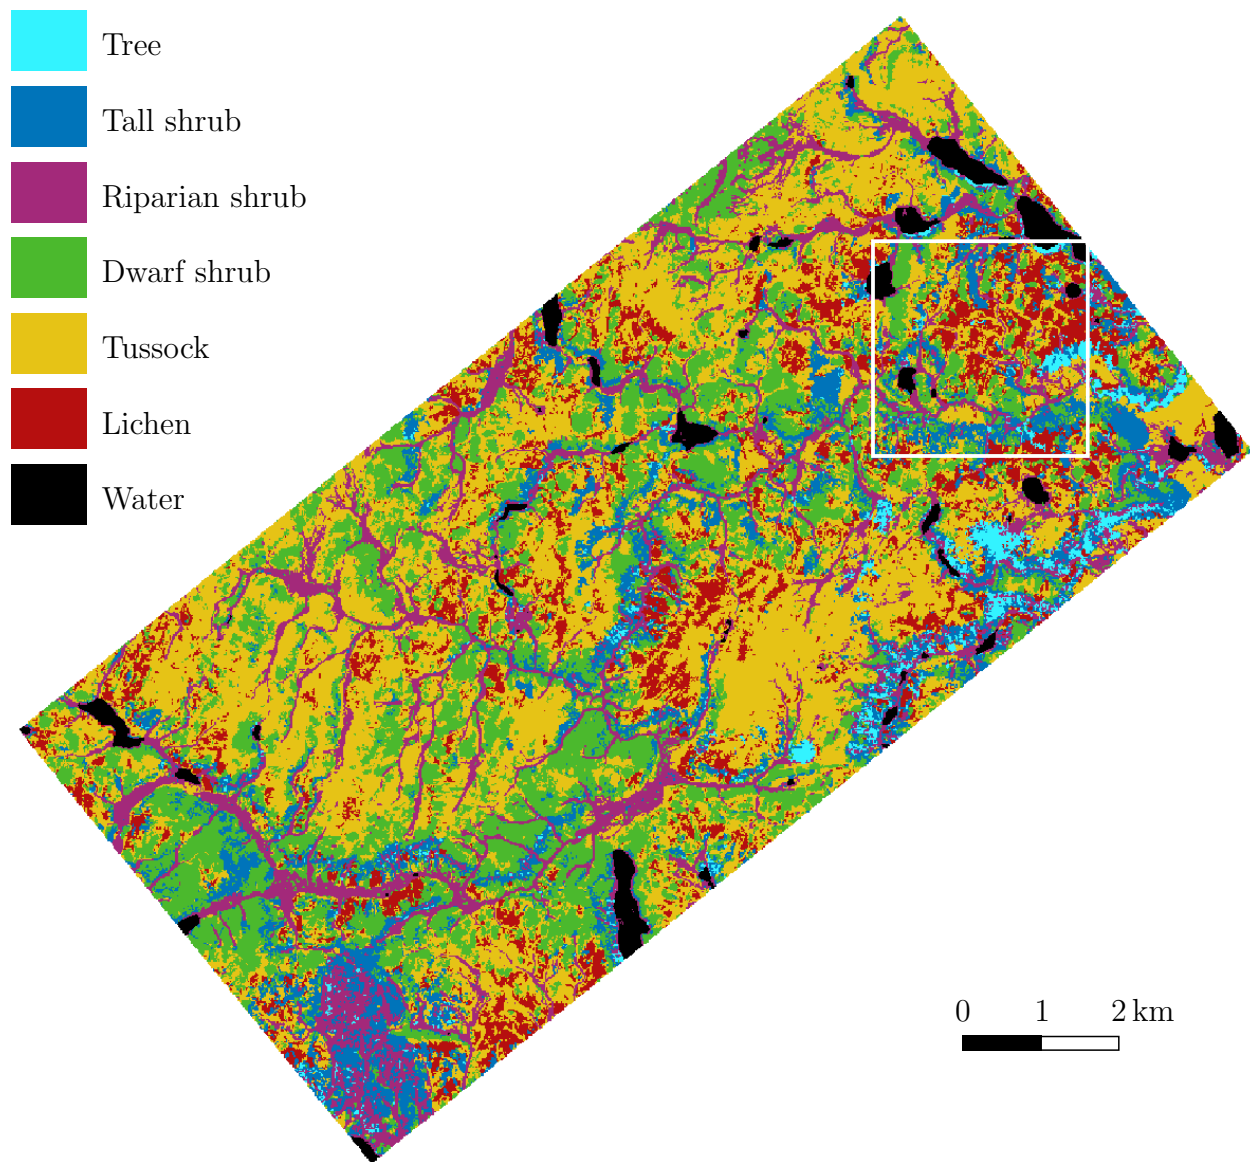 Tree
Tall shrub
Riparian shrub
Dwarf shrub
Tussock
Lichen
Water
0 1 2 km